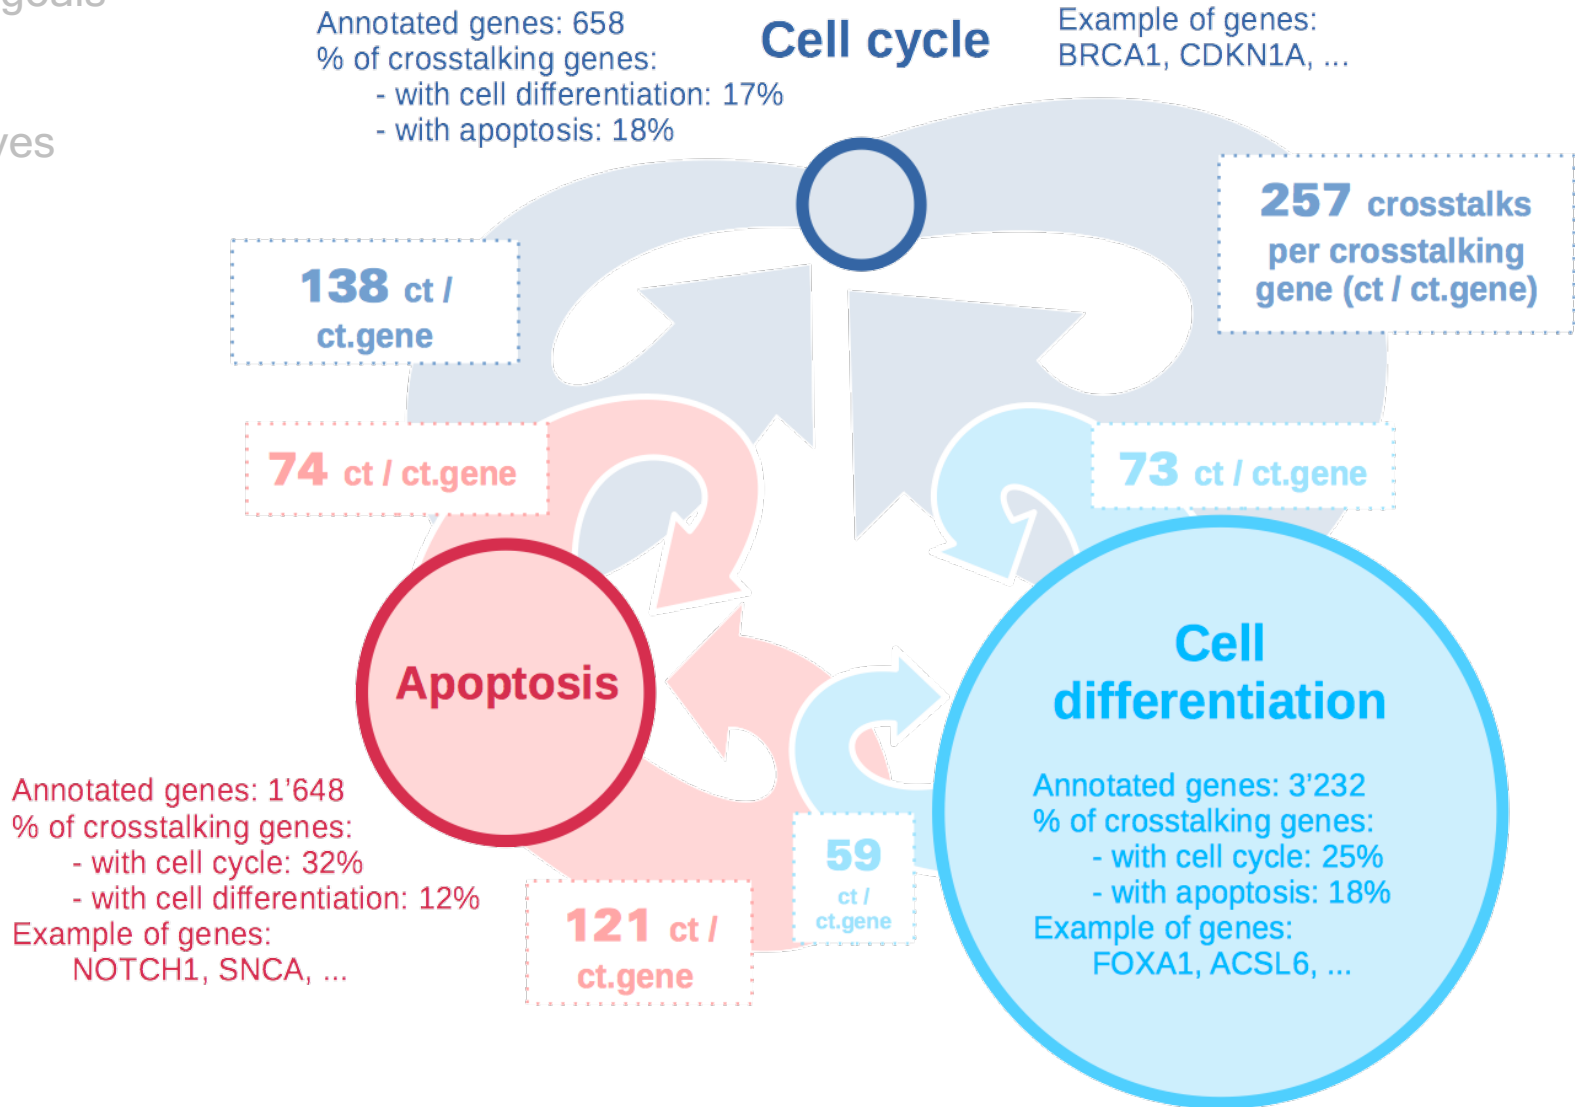 goals
ves
Annotated genes: 658
% of crosstalking genes:
- with cell differentiation: 17%
- with apoptosis: 18%
Cell cycle
Example of genes:
BRCA1, CDKN1A, ...
257 crosstalks
per crosstalking
gene (ct / ct.gene)
138 ct /
ct.gene
74 ct / ct.gene
73 ct / ct.gene
Apoptosis
Cell
differentiation
Annotated genes: 1’648
% of crosstalking genes:
- with cell cycle: 32%
- with cell differentiation: 12%
Example of genes:
NOTCH1, SNCA, ...
121 ct /
ct.gene
59
ct /
ct.gene
Annotated genes: 3’232
% of crosstalking genes:
- with cell cycle: 25%
- with apoptosis: 18%
Example of genes:
FOXA1, ACSL6, ...